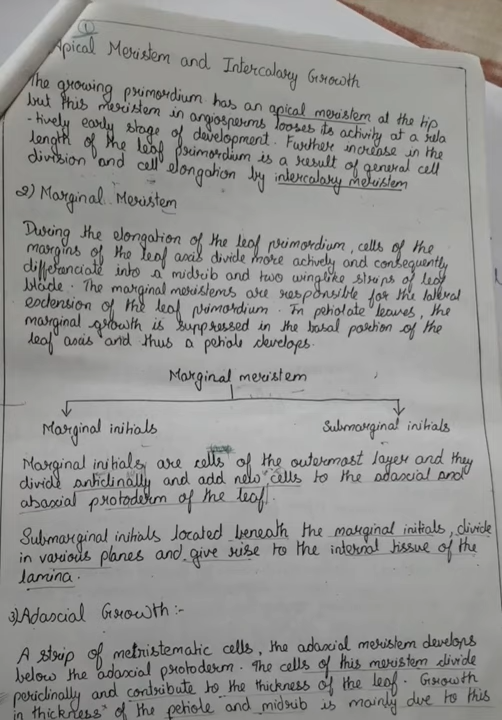 1
Apical Meristem and Intercalary Growth
The growing primordium has an apical meristem at the tip
but this meristem in angiosperms looses its activity at a rela
-tively early stage of development. Further increase in the
length of the leaf primordium is a result of general cell
division and cell elongation by intercalary meristem
2) Marginal Meristem
During the elongation of the leaf primordium, cells of the
margins of the leaf axis divide more actively and consequently
differenciate into a midrib and two winglike strips of leaf
blade. The marginal meristems are responsible for the lateral
extension of the leaf primordium. In petiolate leaves, the
marginal growth is suppressed in the basal portion of the
leaf axis and thus a petiole develops.
Marginal meristem
Marginal initials Submarginal initials
Marginal initials are cells of the outermost layer and they
divide anticlinally and add new cells to the adaxial and
abaxial protoderm of the leaf.
Submarginal initials located beneath the marginal initials, divide
in various planes and give rise to the internal tissue of the
lamina.
3) Adaxial Growth :-
A strip of metristematic cells, the adaxial meristem develops
below the adaxial protoderm. The cells of this meristem divide
periclinally and contribute to the thickness of the leaf. Growth
in thickness of the petiole and midrib is mainly due to this